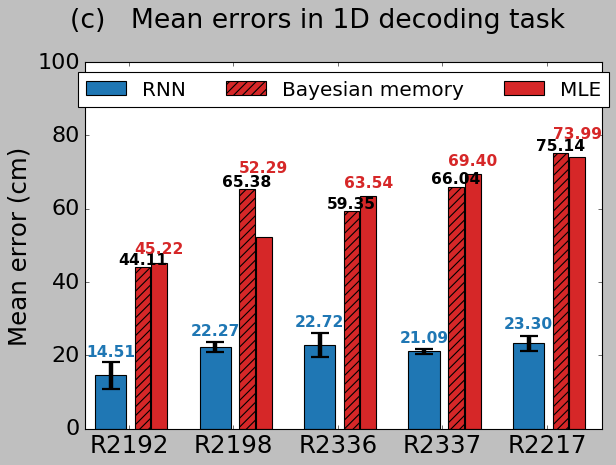 (c) Mean errors in 1D decoding task
Mean error (cm)
100
80
60
40
20
0
RNN Bayesian memory MLE
14.51 44.11 45.22
22.27 65.38 52.29
22.72 59.35 63.54
21.09 66.04 69.40
23.30 75.14 73.99
R2192 R2198 R2336 R2337 R2217